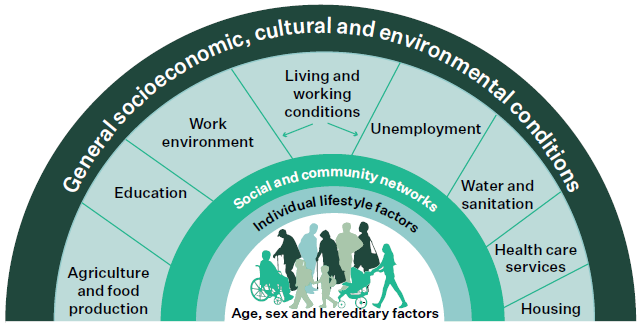 General socioeconomic, cultural and environmental conditions
Living and
working
conditions
Work
environment
Unemployment
Education
Water and
sanitation
Agriculture
and food
production
Health care
services
Housing
Social and community networks
Individual lifestyle factors
Age, sex and hereditary factors